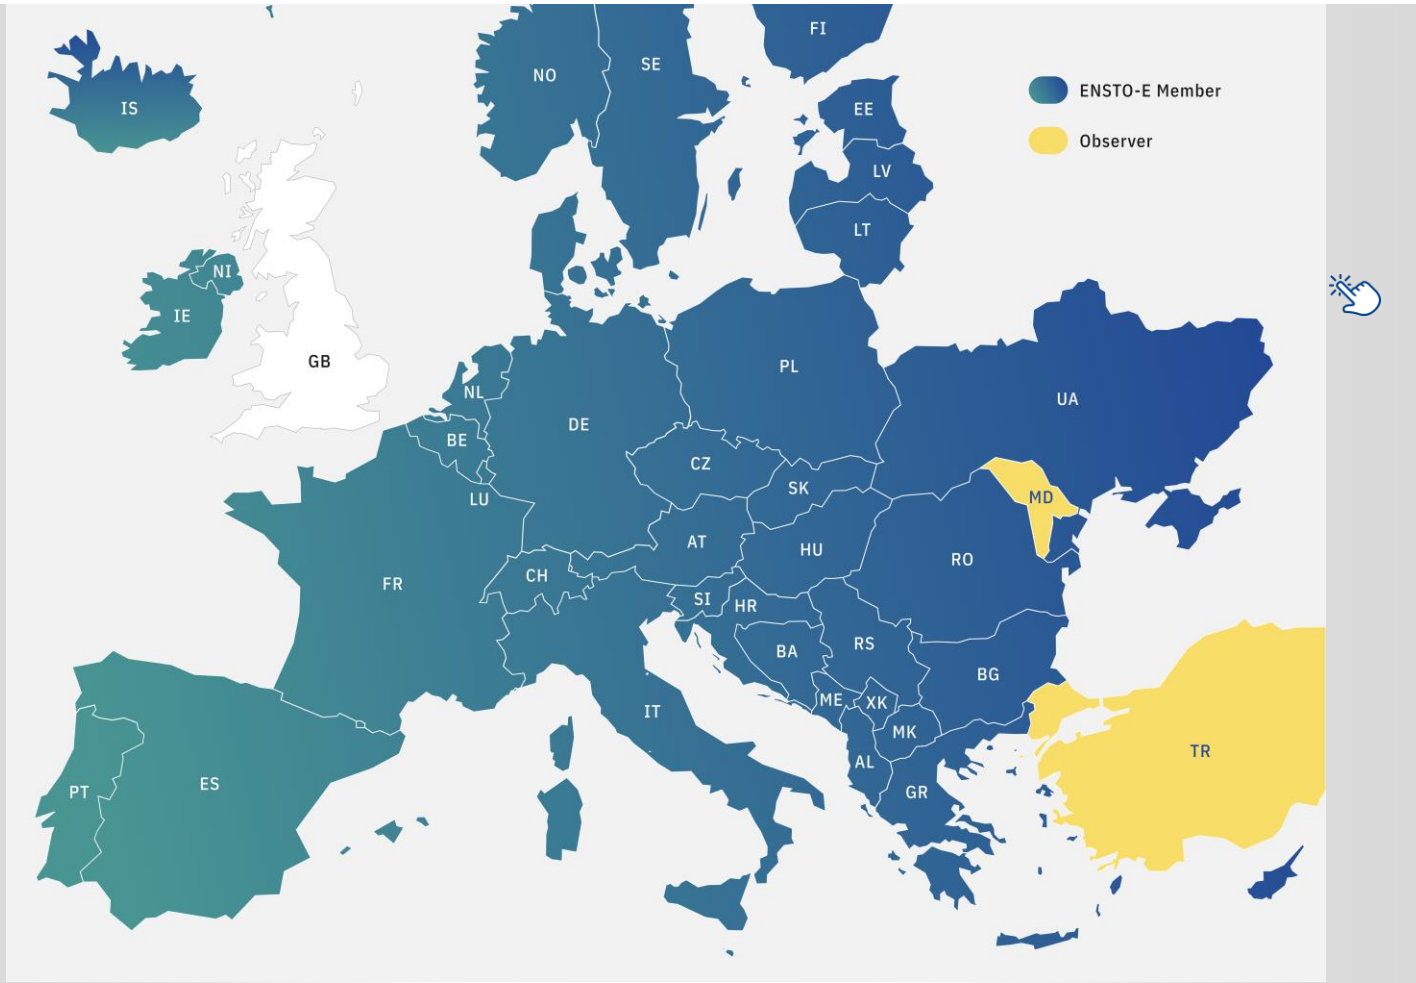 FI
SE
NO
ENSTO-E Member
IS
EE
Observer
LV
LT
NI
IE
GB
PL
NL
UA
DE
BE
CZ
SK
MD
LU
AT
HU
RO
CH
FR
SI
HR
RS
BA
BG
ME
XK
IT
MK
TR
AL
ES
PT
GR